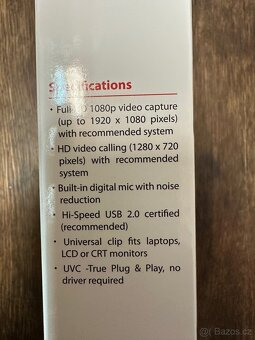 Specifications
• Full HD 1080p video capture
(up to 1920 x 1080 pixels)
with recommended system
• HD video calling (1280 x 720
pixels) with recommended
system
• Built-in digital mic with noise
reduction
• Hi-Speed USB 2.0 certified
(recommended)
• Universal clip fits laptops,
LCD or CRT monitors
• UVC -True Plug & Play, no
driver required
Bazos.cz